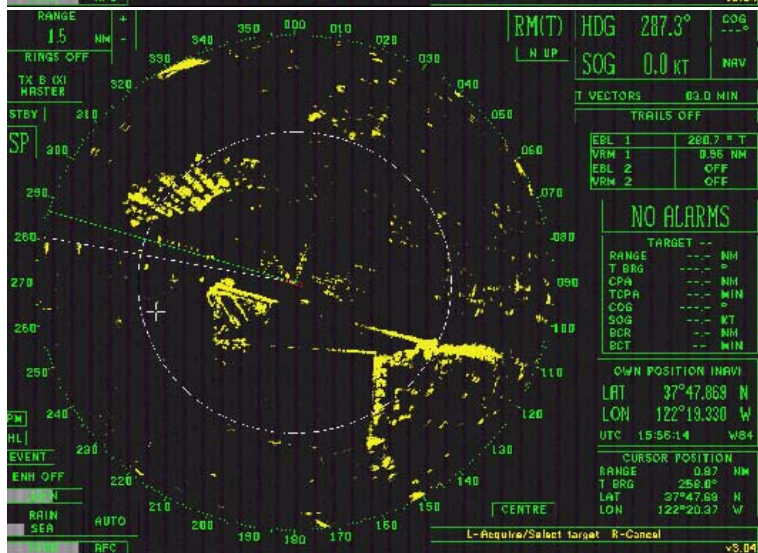 RANGE
1.5 NM
+
-
RINGS OFF
TX B (X)
MASTER
STBY
SP
RM(T)
N UP
HDG 287.3°
COG
---°
SOG 0.0 KT
NAV
T VECTORS 03.0 MIN
TRAILS OFF
EBL 1 280.7 ° T
VRM 1 0.95 NM
EBL 2 OFF
VRM 2 OFF
NO ALARMS
TARGET --
RANGE --.- NM
T BRG ---.- °
CPA --.- NM
TCPA --.- MIN
COG ---.- °
SOG --.- KT
BCR --.- NM
BCT --.- MIN
OWN POSITION (NAV)
LAT 37°47.869 N
LON 122°19.330 W
UTC 15:56:14 W84
CURSOR POSITION
RANGE 0.87 NM
T BRG 258.0°
LAT 37°47.69 N
LON 122°20.37 W
000
020
030
040
050
060
070
080
090
100
110
120
130
140
150
160
180
190
200
210
220
230
240
250
260
270
280
290
300
310
320
330
PM
HL
EVENT
ENH OFF
RAIN
SEA
AUTO
AFC
CENTRE
L-Acquire/Select target R-Cancel
v3.04